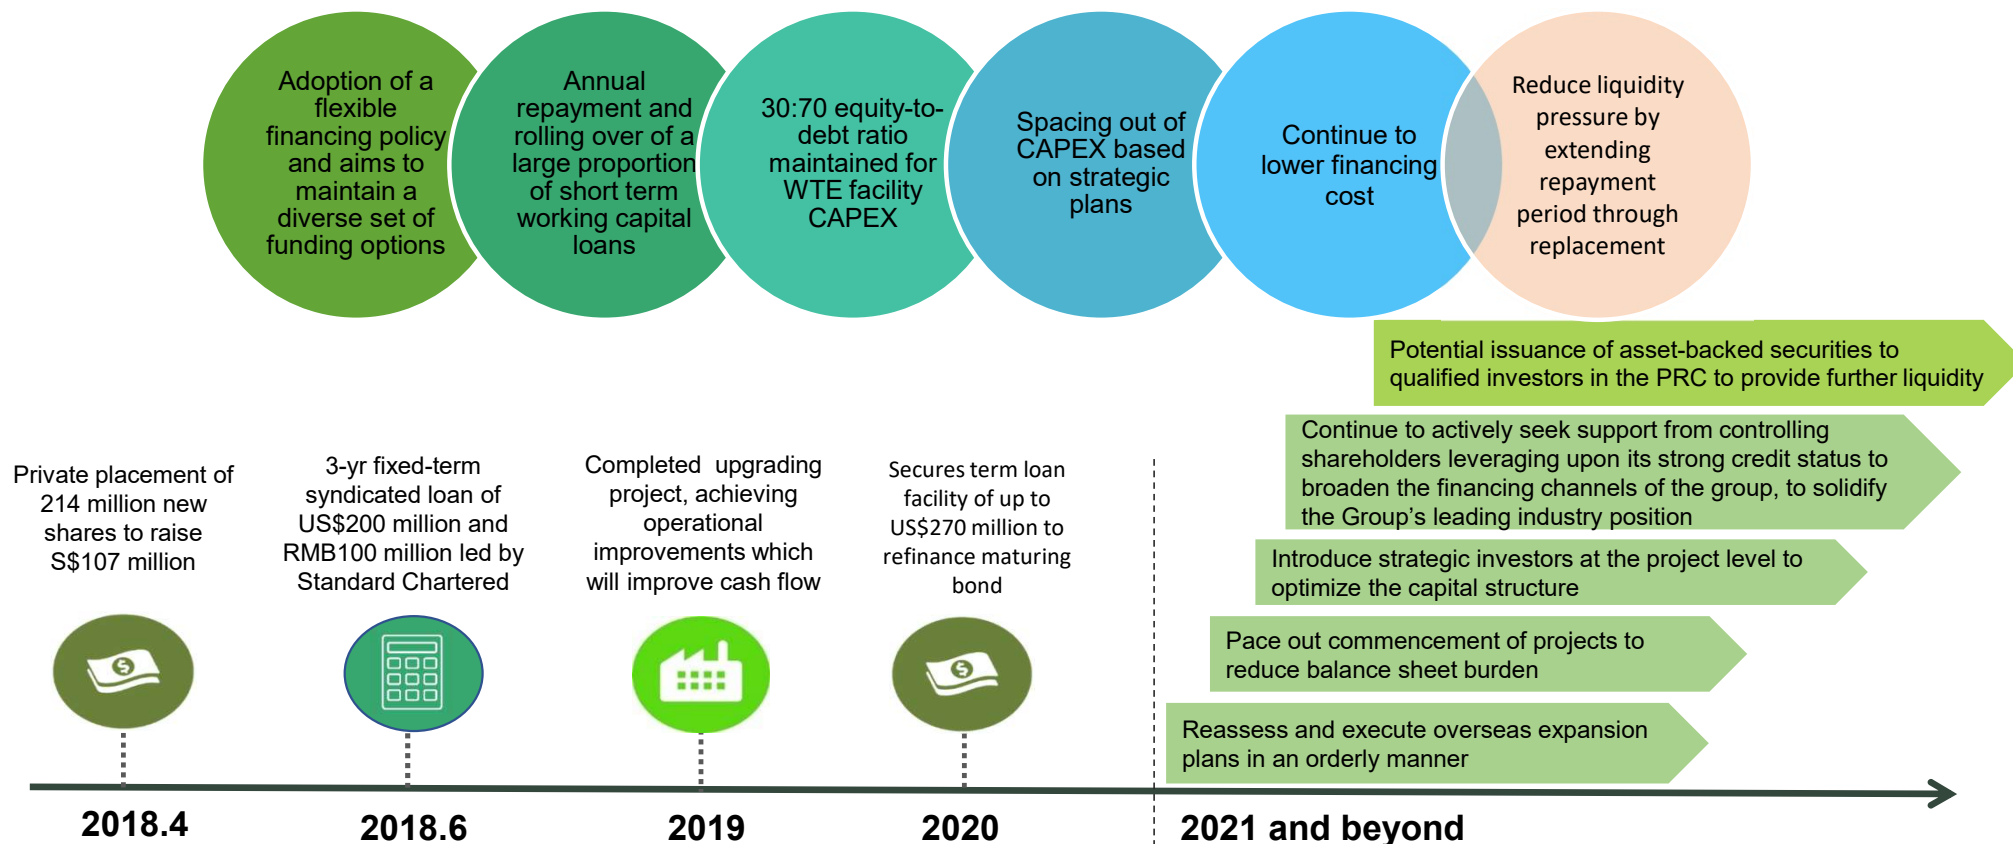 Adoption of a
flexible
financing policy
and aims to
maintain a
diverse set of
funding options
Annual
repayment and
rolling over of a
large proportion
of short term
working capital
loans
30:70 equity-to-
debt ratio
maintained for
WTE facility
CAPEX
Spacing out of
CAPEX based
on strategic
plans
Continue to
lower financing
cost
Reduce liquidity
pressure by
extending
repayment
period through
replacement
Potential issuance of asset-backed securities to
qualified investors in the PRC to provide further liquidity
Continue to actively seek support from controlling
shareholders leveraging upon its strong credit status to
broaden the financing channels of the group, to solidify
the Group's leading industry position
Introduce strategic investors at the project level to
optimize the capital structure
Pace out commencement of projects to
reduce balance sheet burden
Reassess and execute overseas expansion
plans in an orderly manner
Private placement of
214 million new
shares to raise
S$107 million
3-yr fixed-term
syndicated loan of
US$200 million and
RMB100 million led by
Standard Chartered
Completed upgrading
project, achieving
operational
improvements which
will improve cash flow
Secures term loan
facility of up to
US$270 million to
refinance maturing
bond
2018.4
2018.6
2019
2020
2021 and beyond